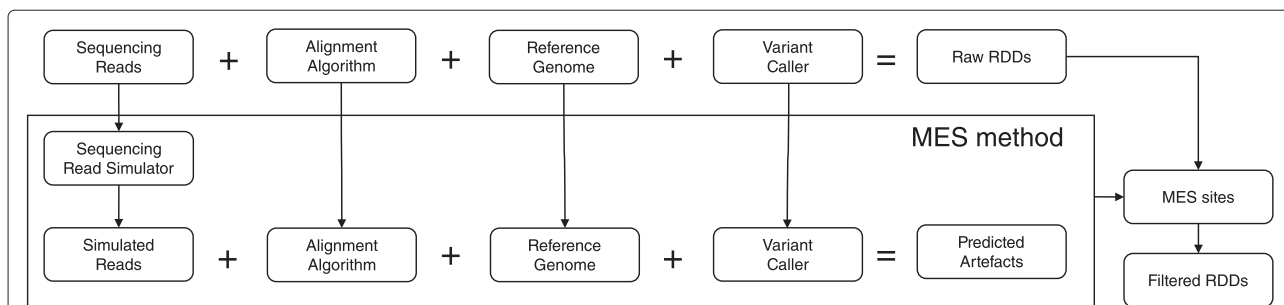 Sequencing
Reads
+
Alignment
Algorithm
+
Reference
Genome
+
Variant
Caller
=
Raw RDDs
MES method
Sequencing
Read Simulator
MES sites
Simulated
Reads
+
Alignment
Algorithm
+
Reference
Genome
+
Variant
Caller
=
Predicted
Artefacts
Filtered RDDs